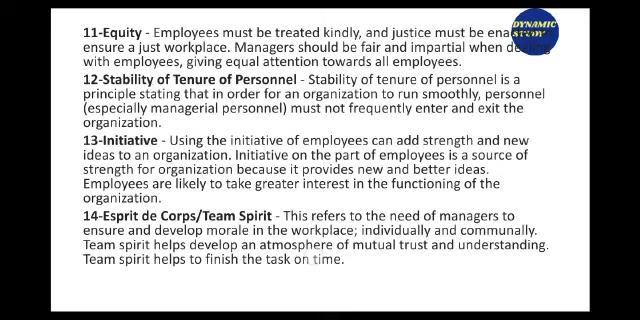 11-Equity - Employees must be treated kindly, and justice must be
ensure a just workplace. Managers should be fair and impartial when
with employees, giving equal attention towards all employees.
12-Stability of Tenure of Personnel - Stability of tenure of personnel is a
principle stating that in order for an organization to run smoothly, personnel
(especially managerial personnel) must not frequently enter and exit the
organization.
13-Initiative - Using the initiative of employees can add strength and new
ideas to an organization. Initiative on the part of employees is a source of
strength for organization because it provides new and better ideas.
Employees are likely to take greater interest in the functioning of the
organization.
14-Esprit de Corps/Team Spirit - This refers to the need of managers to
ensure and develop morale in the workplace; individually and communally.
Team spirit helps develop an atmosphere of mutual trust and understanding.
Team spirit helps to finish the task on time.
DYNAMIC
STUDY